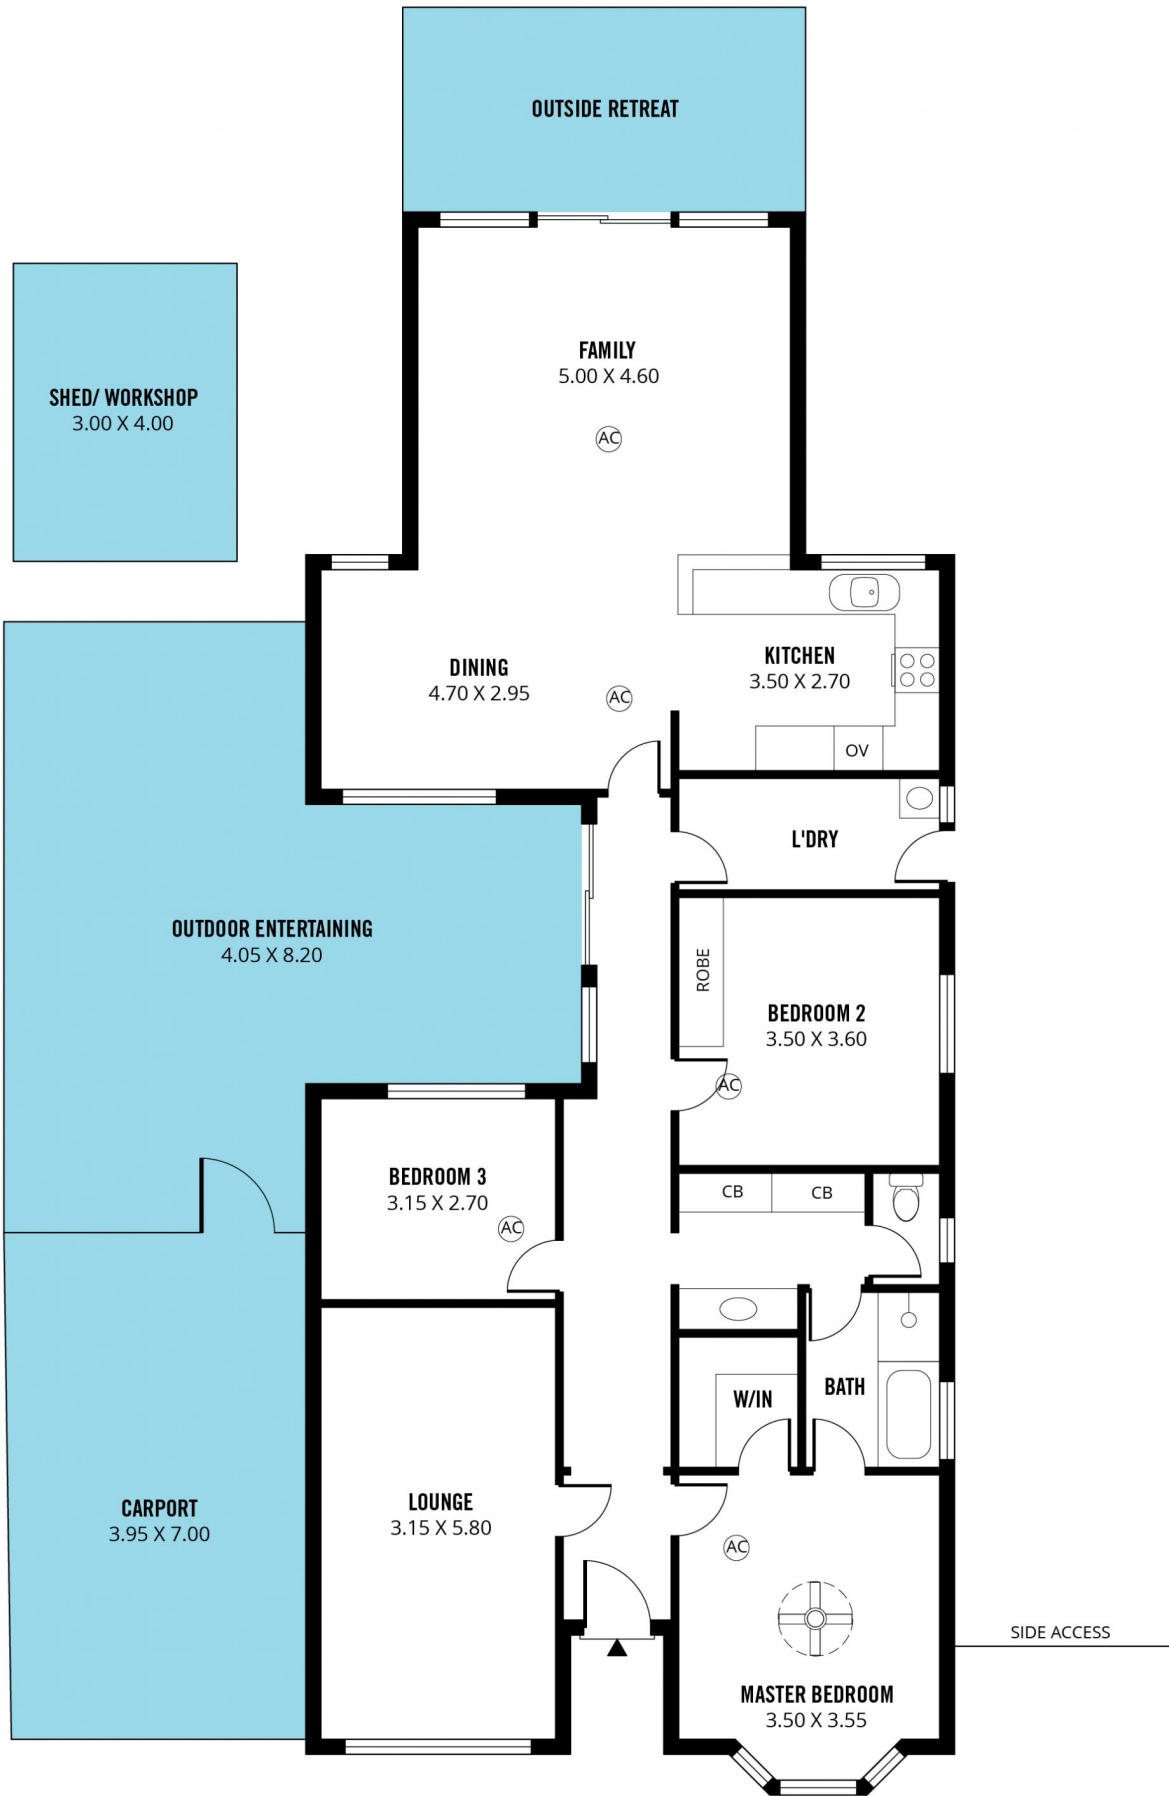 OUTSIDE RETREAT
FAMILY
5.00 X 4.60
AC
SHED/ WORKSHOP
3.00 X 4.00
DINING
4.70 X 2.95
AC
KITCHEN
3.50 X 2.70
OV
L'DRY
OUTDOOR ENTERTAINING
4.05 X 8.20
ROBE
BEDROOM 2
3.50 X 3.60
AC
BEDROOM 3
3.15 X 2.70
AC
CB
CB
W/IN
BATH
CARPORT
3.95 X 7.00
LOUNGE
3.15 X 5.80
AC
SIDE ACCESS
MASTER BEDROOM
3.50 X 3.55